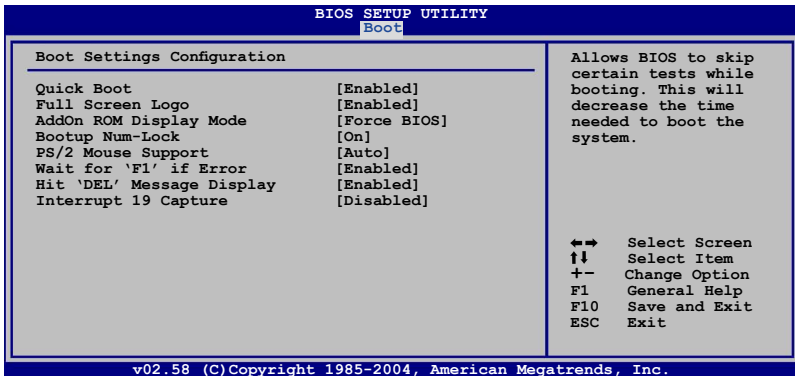 BIOS SETUP UTILITY
Boot
Boot Settings Configuration
Quick Boot [Enabled]
Full Screen Logo [Enabled]
AddOn ROM Display Mode [Force BIOS]
Bootup Num-Lock [On]
PS/2 Mouse Support [Auto]
Wait for ‘F1’ if Error [Enabled]
Hit ‘DEL’ Message Display [Enabled]
Interrupt 19 Capture [Disabled]
Allows BIOS to skip
certain tests while
booting. This will
decrease the time
needed to boot the
system.
←→ Select Screen
↑↓ Select Item
+- Change Option
F1 General Help
F10 Save and Exit
ESC Exit
v02.58 (C)Copyright 1985-2004, American Megatrends, Inc.